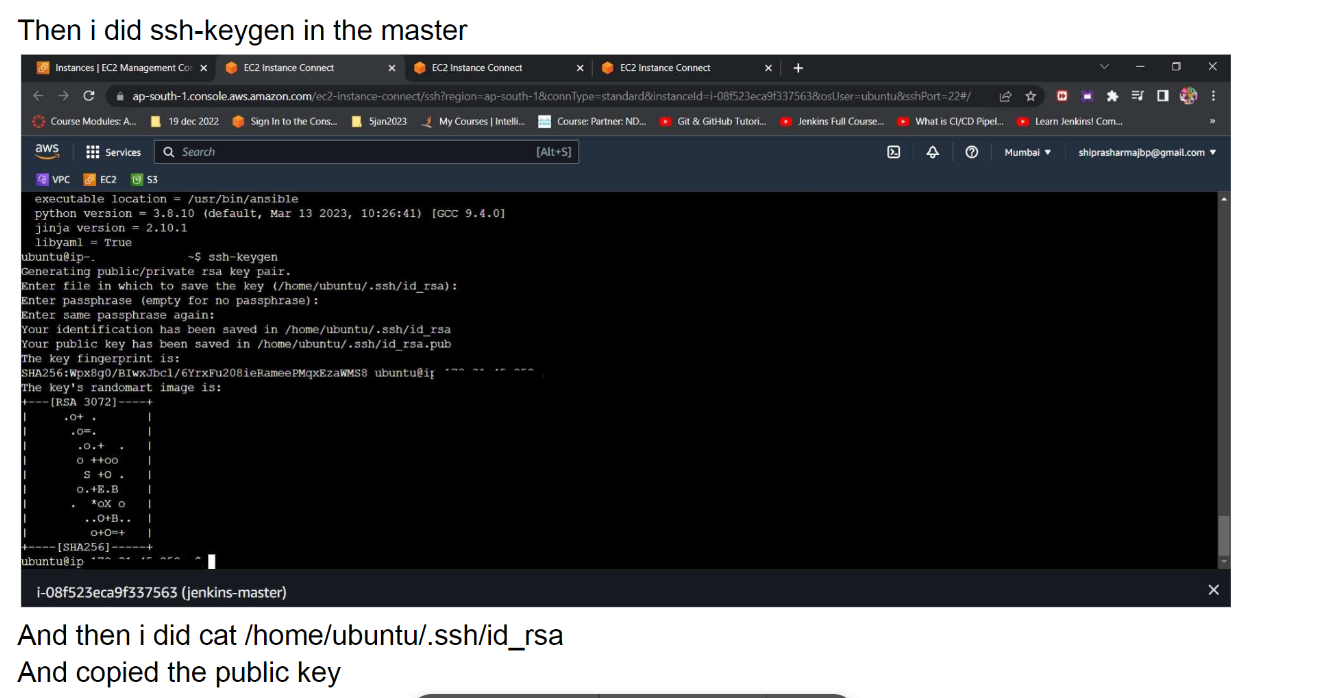 Then i did ssh-keygen in the master
Instances | EC2 Management Con
EC2 Instance Connect
EC2 Instance Connect
EC2 Instance Connect
ap-south-1.console.aws.amazon.com/ec2-instance-connect/ssh?region=ap-south-1&connType=standard&instanceId=i-08f523eca9f337563&osUser=ubuntu&sshPort=22#/
Course Modules: A... 19 dec 2022 Sign In to the Cons... 5jan2023 My Courses | Intelli... Course: Partner: ND... Git & GitHub Tutori... Jenkins Full Course... What is CI/CD Pipel... Learn Jenkins! Com... »
aws Services Search [Alt+S] Mumbai ▼ shiprasharmajbp@gmail.com ▼
VPC EC2 S3
executable location = /usr/bin/ansible
python version = 3.8.10 (default, Mar 13 2023, 10:26:41) [GCC 9.4.0]
jinja version = 2.10.1
libyaml = True
ubuntu@ip- ~$ ssh-keygen
Generating public/private rsa key pair.
Enter file in which to save the key (/home/ubuntu/.ssh/id_rsa):
Enter passphrase (empty for no passphrase):
Enter same passphrase again:
Your identification has been saved in /home/ubuntu/.ssh/id_rsa
Your public key has been saved in /home/ubuntu/.ssh/id_rsa.pub
The key fingerprint is:
SHA256:Wpx8g0/BIwxJbcl/6YrxFu208ieRameePMqxEzaWMS8 ubuntu@ip
The key's randomart image is:
+---[RSA 3072]----+
|     .o+ .       |
|      .o=.       |
|       .o.+  .   |
|       o ++oo    |
|        S +O .   |
|       o.+E.B    |
|      .  *oX o   |
|        ..O+B..  |
|         o+O=+   |
+----[SHA256]-----+
ubuntu@ip
i-08f523eca9f337563 (jenkins-master)
And then i did cat /home/ubuntu/.ssh/id_rsa
And copied the public key